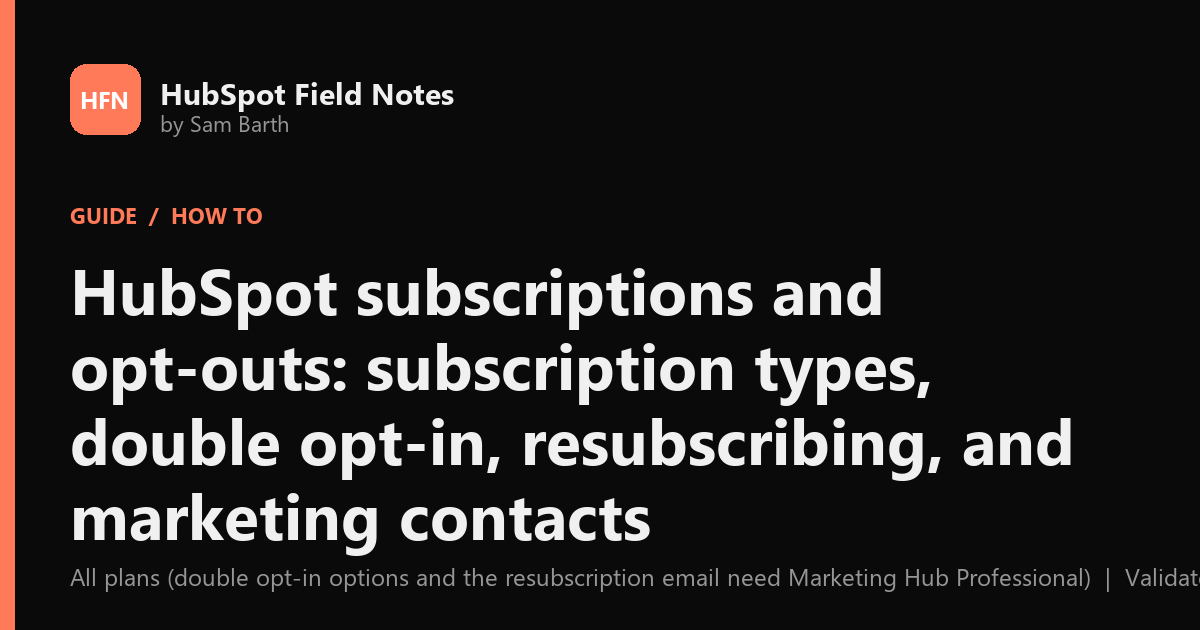 HFN
HubSpot Field Notes
by Sam Barth
GUIDE / HOW TO
HubSpot subscriptions and
opt-outs: subscription types,
double opt-in, resubscribing, and
marketing contacts
All plans (double opt-in options and the resubscription email need Marketing Hub Professional) |